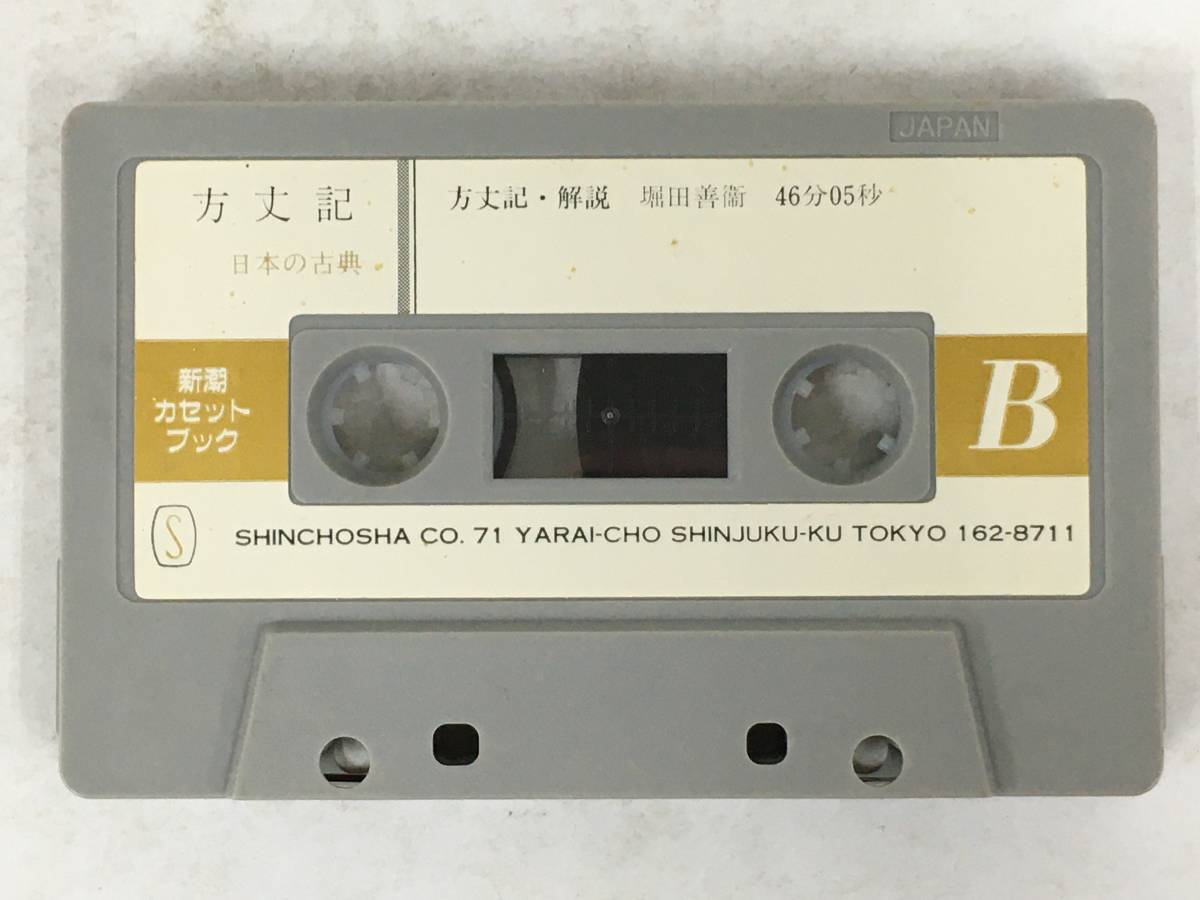 JAPAN
方丈記
日本の古典
方丈記・解説 堀田善衞 46分05秒
新潮
カセット
ブック
B
S
SHINCHOSHA CO. 71 YARAI-CHO SHINJUKU-KU TOKYO 162-8711